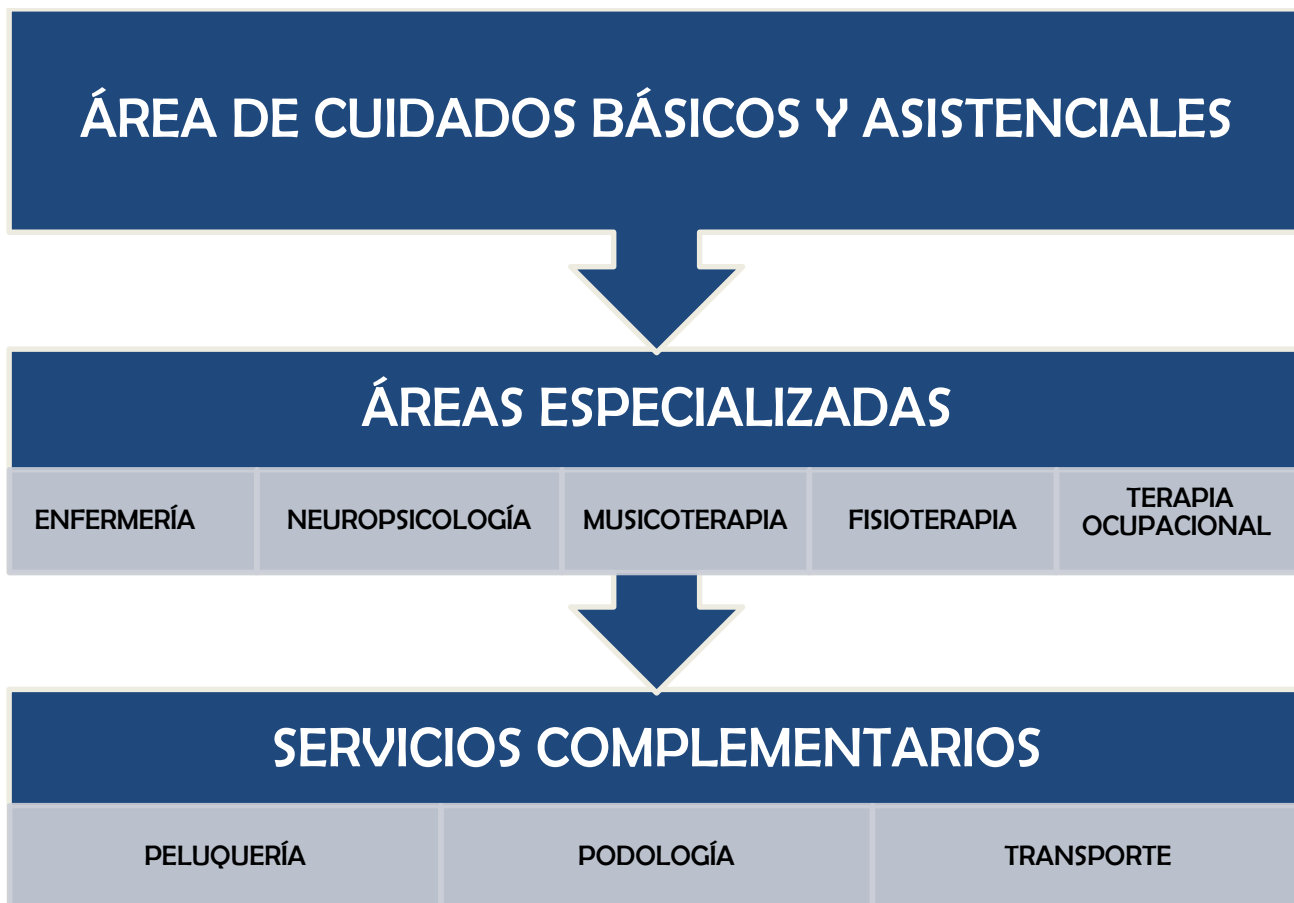 ÁREA DE CUIDADOS BÁSICOS Y ASISTENCIALES
ÁREAS ESPECIALIZADAS
ENFERMERÍA
NEUROPSICOLOGÍA
MUSICOTERAPIA
FISIOTERAPIA
TERAPIA
OCUPACIONAL
SERVICIOS COMPLEMENTARIOS
PELUQUERÍA
PODOLOGÍA
TRANSPORTE